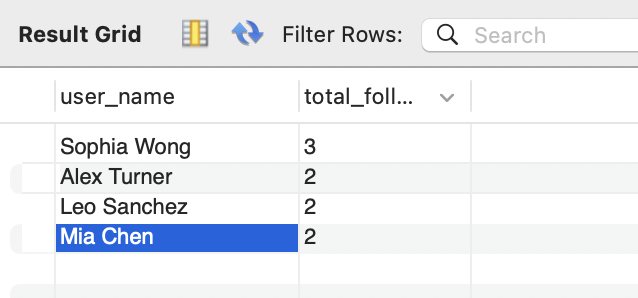 Result Grid Filter Rows: Search
user_name total_foll...
Sophia Wong 3
Alex Turner 2
Leo Sanchez 2
Mia Chen 2